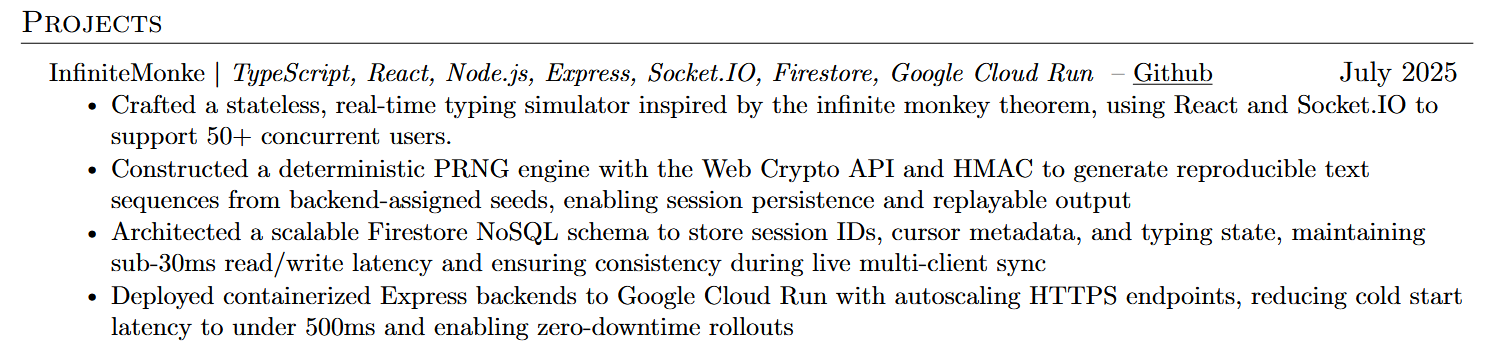 PROJECTS
InfiniteMonke | TypeScript, React, Node.js, Express, Socket.IO, Firestore, Google Cloud Run – Github July 2025
• Crafted a stateless, real-time typing simulator inspired by the infinite monkey theorem, using React and Socket.IO to
support 50+ concurrent users.
• Constructed a deterministic PRNG engine with the Web Crypto API and HMAC to generate reproducible text
sequences from backend-assigned seeds, enabling session persistence and replayable output
• Architected a scalable Firestore NoSQL schema to store session IDs, cursor metadata, and typing state, maintaining
sub-30ms read/write latency and ensuring consistency during live multi-client sync
• Deployed containerized Express backends to Google Cloud Run with autoscaling HTTPS endpoints, reducing cold start
latency to under 500ms and enabling zero-downtime rollouts